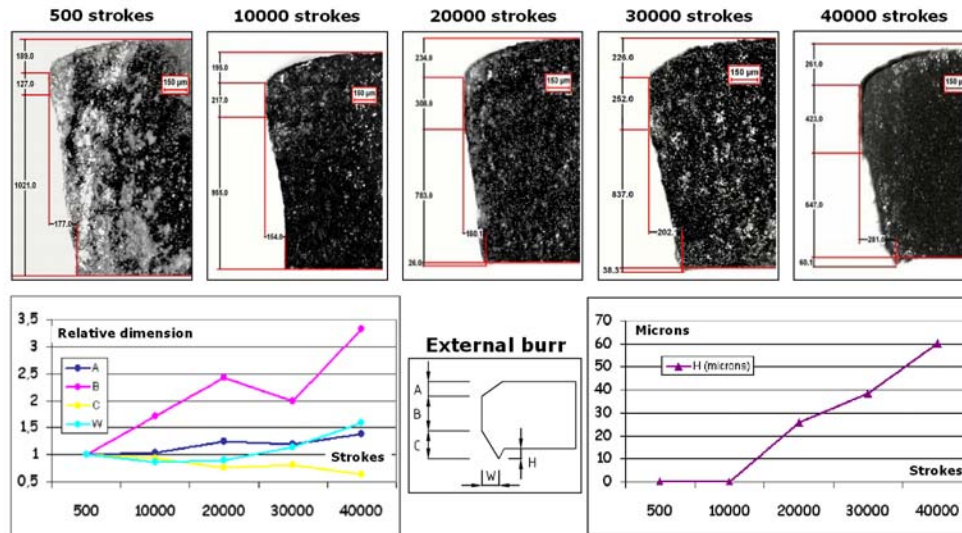 500 strokes
10000 strokes
20000 strokes
30000 strokes
40000 strokes
189.0
127.0
1021.0
177.0
150 µm
195.0
217.0
154.0
150 µm
234.0
308.0
783.0
160.1
26.0
150 µm
226.0
252.0
837.0
202.
38.5
150 µm
261.0
423.0
647.0
281.0
60.1
150 µm
Relative dimension
3,5
3
2,5
2
1,5
1
0,5
A
B
C
W
Strokes
500 10000 20000 30000 40000
External burr
A
B
C
W
H
Microns
70
60
50
40
30
20
10
0
H (microns)
Strokes
500 10000 20000 30000 40000